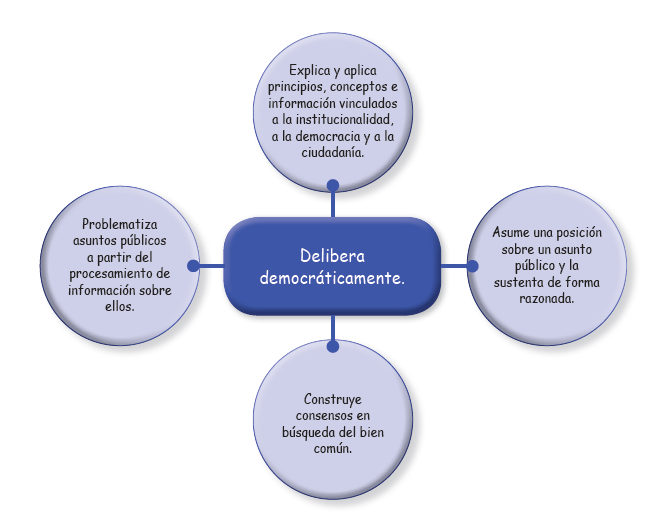 Explica y aplica
principios, conceptos e
información vinculados
a la institucionalidad,
a la democracia y a la
ciudadanía.
Problematiza
asuntos públicos
a partir del
procesamiento de
información sobre
ellos.
Delibera
democráticamente.
Asume una posición
sobre un asunto
público y la
sustenta de forma
razonada.
Construye
consensos en
búsqueda del bien
común.